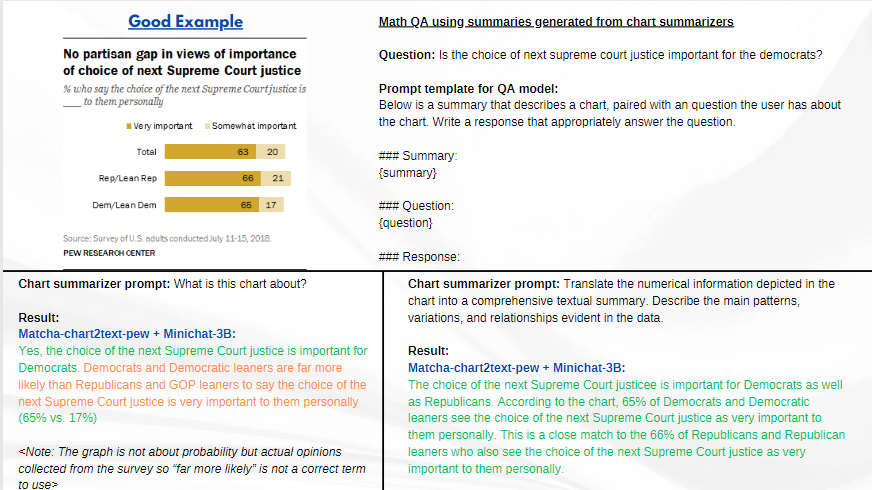 Good Example
No partisan gap in views of importance
of choice of next Supreme Court justice
% who say the choice of the next Supreme Court justice is
___ to them personally
Very important Somewhat important
Total 63 20
Rep/Lean Rep 66 21
Dem/Lean Dem 65 17
Source: Survey of U.S. adults conducted July 11-15, 2018.
PEW RESEARCH CENTER
Math QA using summaries generated from chart summarizers
Question: Is the choice of next supreme court justice important for the democrats?
Prompt template for QA model:
Below is a summary that describes a chart, paired with an question the user has about
the chart. Write a response that appropriately answer the question.
### Summary:
{summary}
### Question:
{question}
### Response:
Chart summarizer prompt: What is this chart about?
Result:
Matcha-chart2text-pew + Minichat-3B:
Yes, the choice of the next Supreme Court justice is important for
Democrats. Democrats and Democratic leaners are far more
likely than Republicans and GOP leaners to say the choice of the
next Supreme Court justice is very important to them personally
(65% vs. 17%)
<Note: The graph is not about probability but actual opinions
collected from the survey so “far more likely” is not a correct term
to use>
Chart summarizer prompt: Translate the numerical information depicted in the
chart into a comprehensive textual summary. Describe the main patterns,
variations, and relationships evident in the data.
Result:
Matcha-chart2text-pew + Minichat-3B:
The choice of the next Supreme Court justicee is important for Democrats as well
as Republicans. According to the chart, 65% of Democrats and Democratic
leaners see the choice of the next Supreme Court justice as very important to
them personally. This is a close match to the 66% of Republicans and Republican
leaners who also see the choice of the next Supreme Court justice as very
important to them personally.